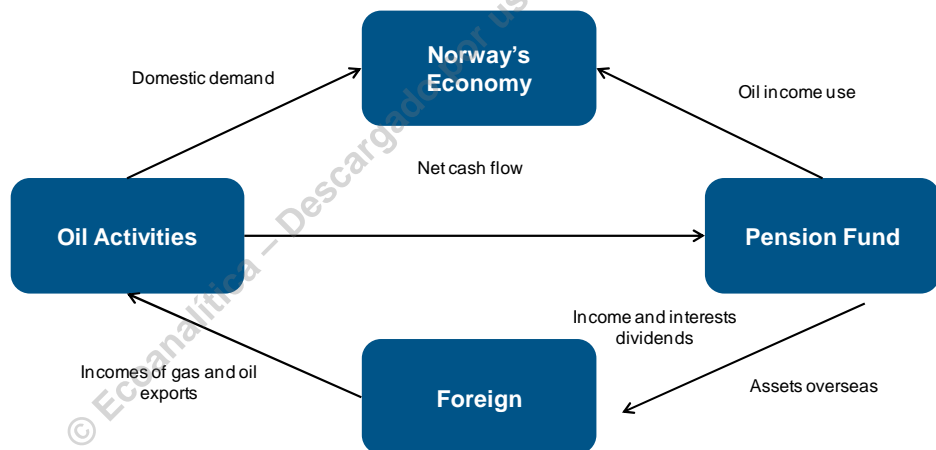 Norway's
Economy
Domestic demand
Oil income use
Net cash flow
Oil Activities
Pension Fund
Income and interests
dividends
Incomes of gas and oil
exports
Foreign
Assets overseas
© Ecoanalítica – Descargado por us